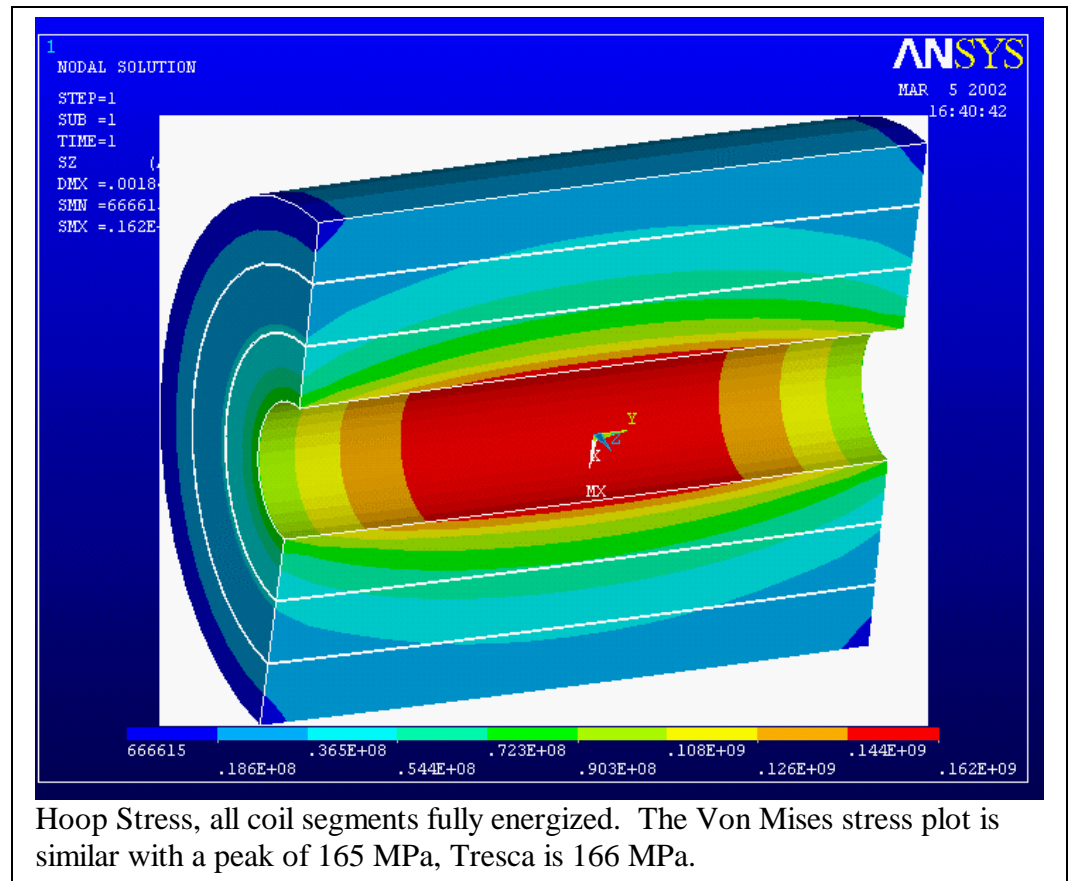 1
ANSYS
NODAL SOLUTION
MAR 5 2002
16:40:42
STEP=1
SUB =1
TIME=1
SZ (
DMX =.0018
SMN =66661
SMX =.162E
Y
Z
X
MX
666615 .365E+08 .723E+08 .108E+09 .144E+09
.186E+08 .544E+08 .903E+08 .126E+09 .162E+09
Hoop Stress, all coil segments fully energized. The Von Mises stress plot is
similar with a peak of 165 MPa, Tresca is 166 MPa.